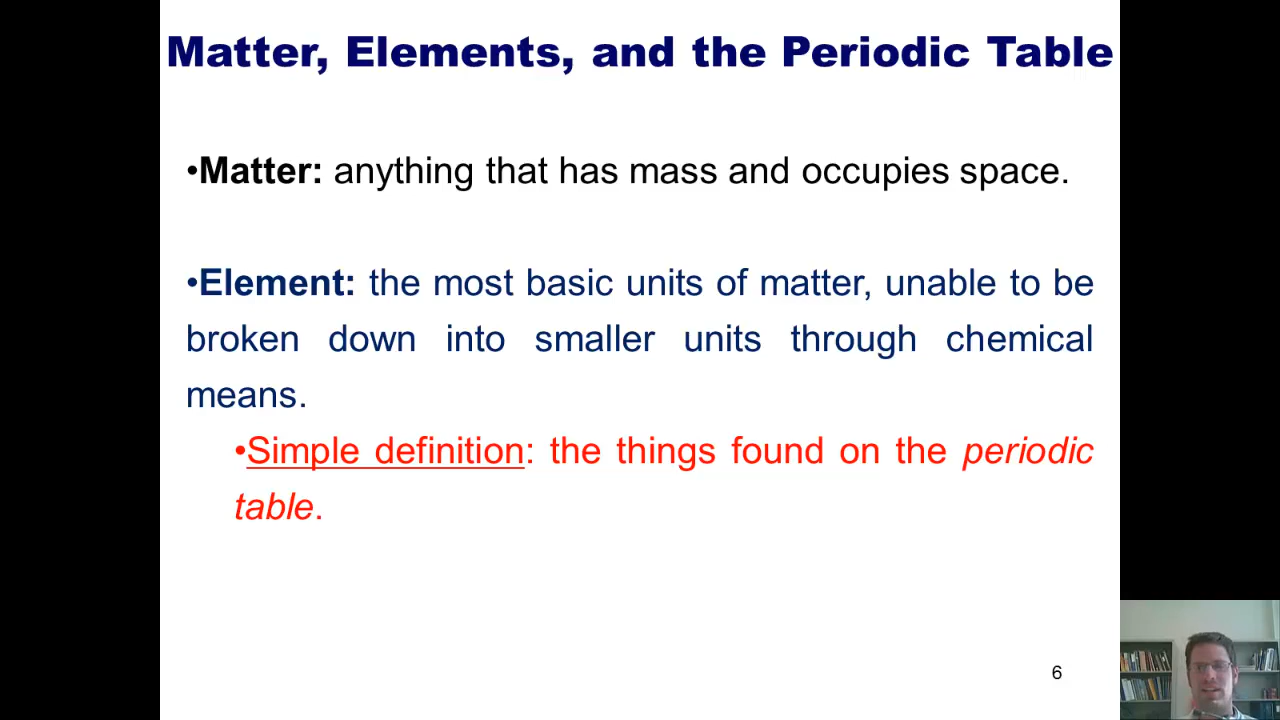 Matter, Elements, and the Periodic Table
•Matter: anything that has mass and occupies space.
•Element: the most basic units of matter, unable to be
broken down into smaller units through chemical
means.
•Simple definition: the things found on the periodic
table.
6